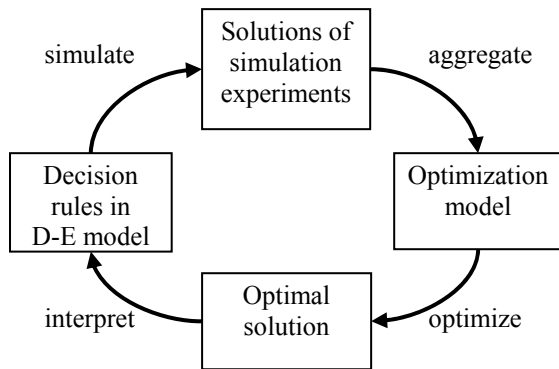 Solutions of
simulation
experiments
simulate
aggregate
Decision
rules in
D-E model
Optimization
model
Optimal
solution
interpret
optimize